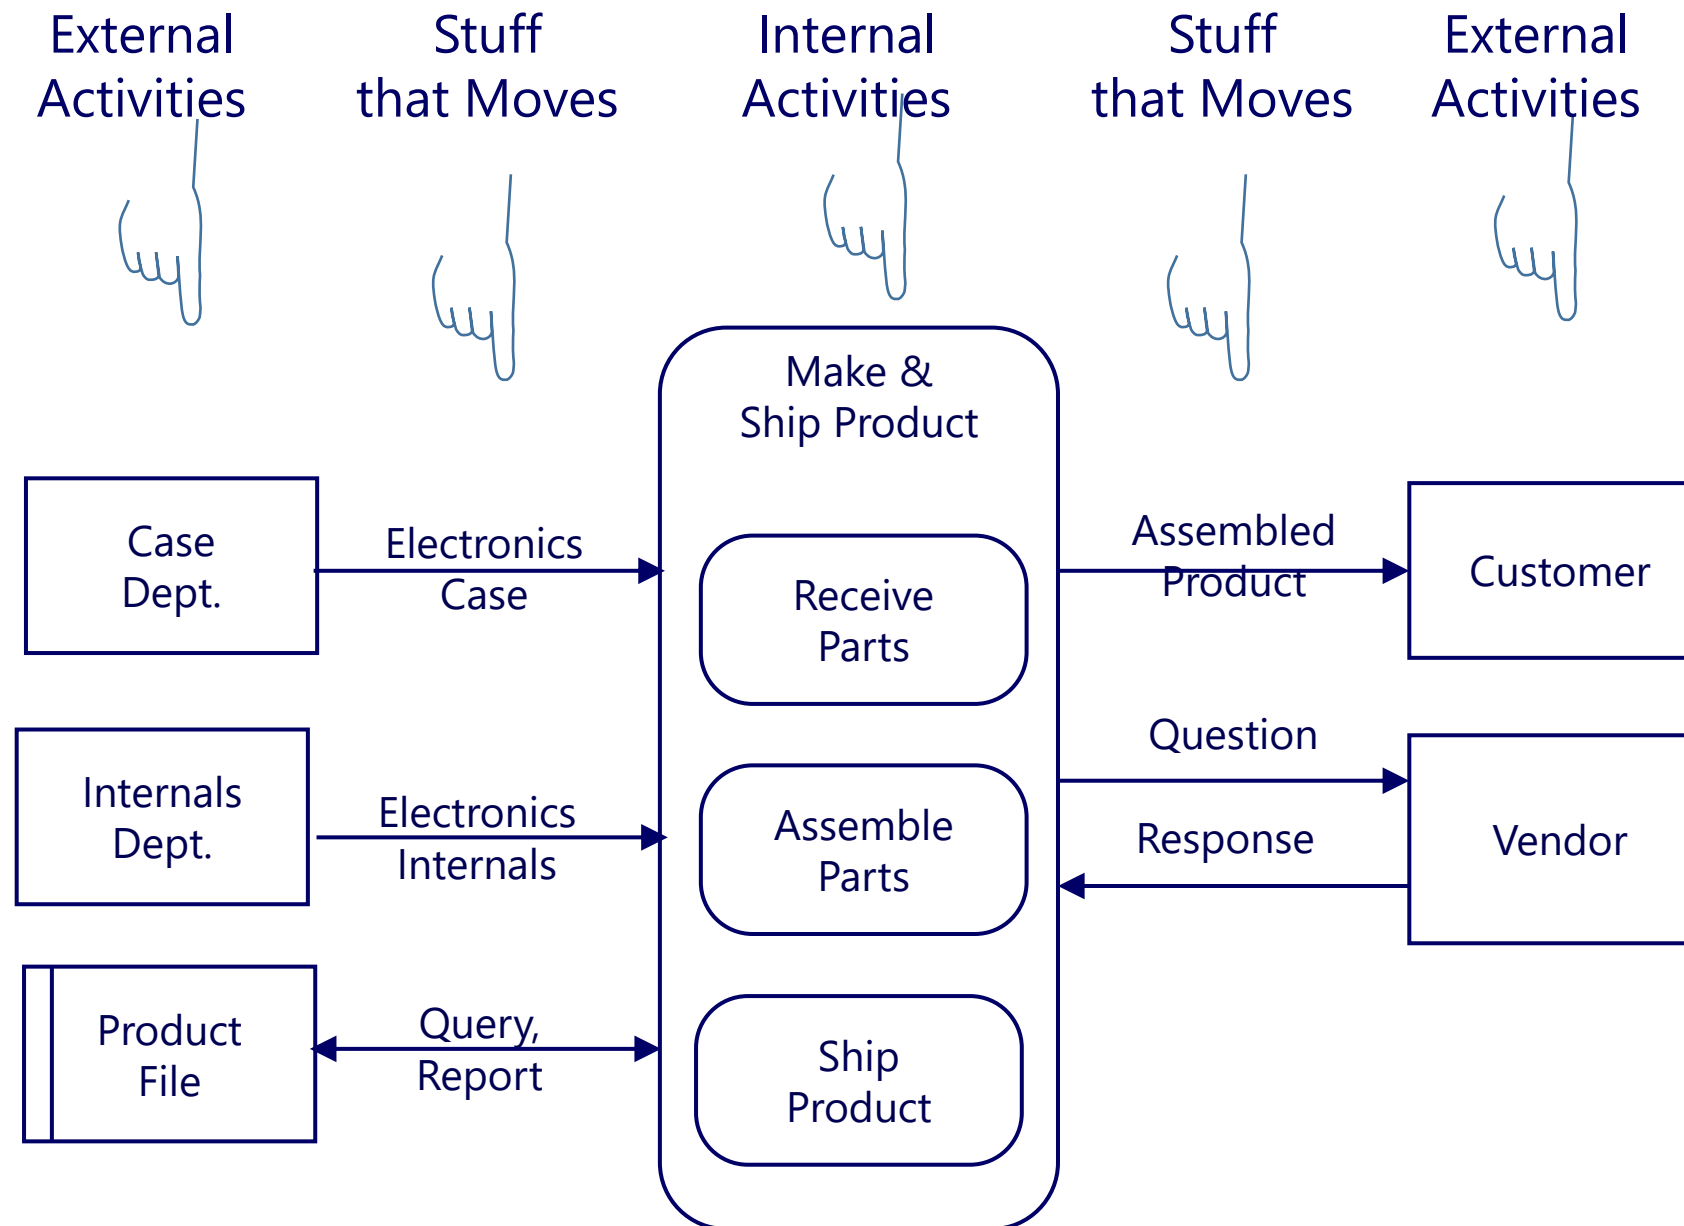 External
Activities
Stuff
that Moves
Internal
Activities
Stuff
that Moves
External
Activities
Make &
Ship Product
Case
Dept.
Electronics
Case
Receive
Parts
Assembled
Product
Customer
Internals
Dept.
Electronics
Internals
Assemble
Parts
Question
Response
Vendor
Product
File
Query,
Report
Ship
Product